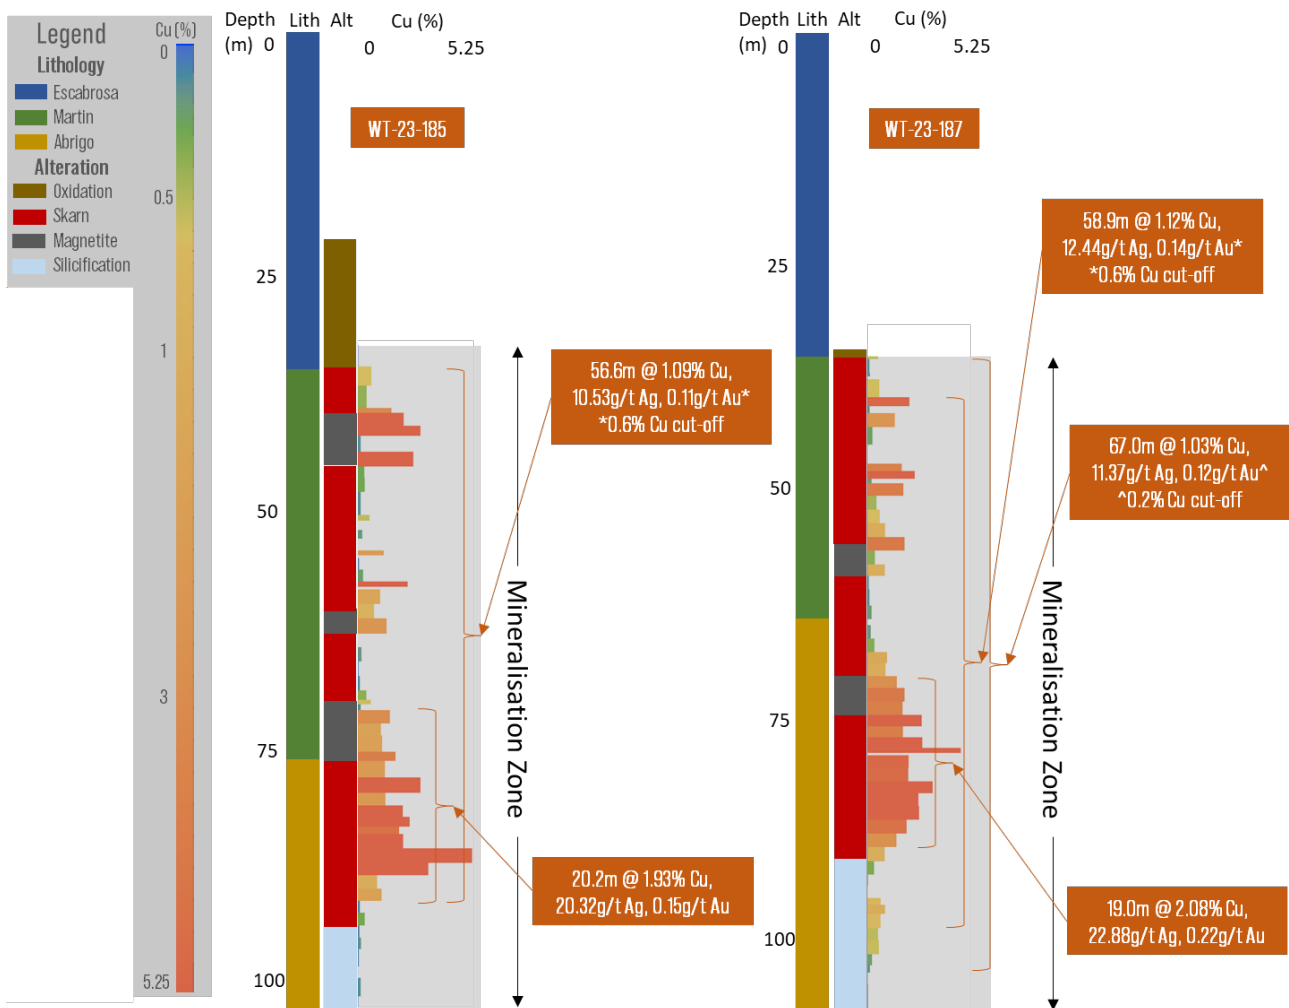 Legend
Lithology
Escabrosa
Martin
Abrigo
Alteration
Oxidation
Skarn
Magnetite
Silicification
Cu (%)
0
0.5
1
3
5.25
Depth Lith Alt Cu (%)
(m) 0 0 5.25
WT-23-185
25
50
75
100
56.6m @ 1.09% Cu,
10.53g/t Ag, 0.11g/t Au*
*0.6% Cu cut-off
20.2m @ 1.93% Cu,
20.32g/t Ag, 0.15g/t Au
Mineralisation Zone
Depth Lith Alt Cu (%)
(m) 0 0 5.25
WT-23-187
25
50
75
100
58.9m @ 1.12% Cu,
12.44g/t Ag, 0.14g/t Au*
*0.6% Cu cut-off
67.0m @ 1.03% Cu,
11.37g/t Ag, 0.12g/t Au^
^0.2% Cu cut-off
19.0m @ 2.08% Cu,
22.88g/t Ag, 0.22g/t Au
Mineralisation Zone